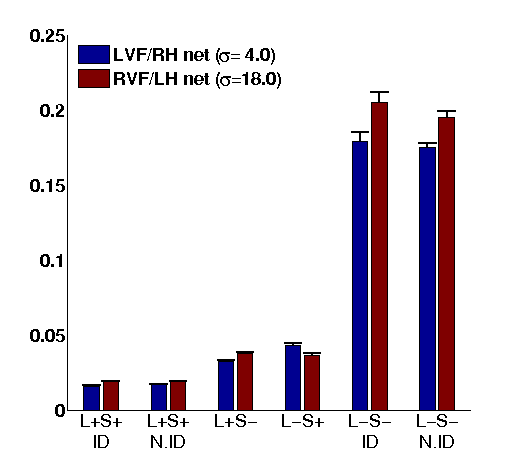 0.25
LVF/RH net (σ= 4.0)
RVF/LH net (σ=18.0)
0.2
0.15
0.1
0.05
0
L+S+ L+S+ L+S− L−S+ L−S− L−S−
ID N.ID ID N.ID